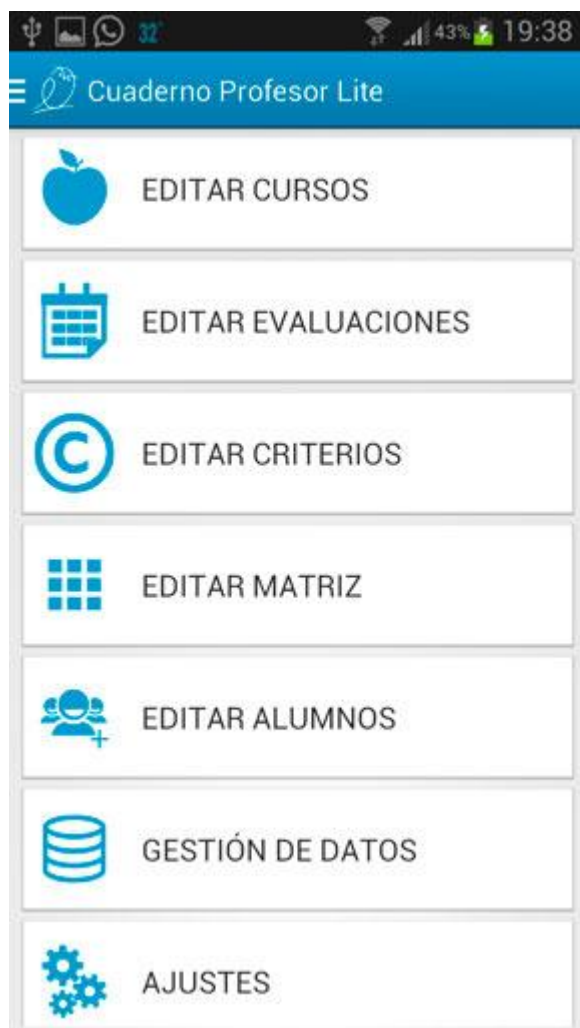 32° 43% 19:38
Cuaderno Profesor Lite
EDITAR CURSOS
EDITAR EVALUACIONES
C EDITAR CRITERIOS
EDITAR MATRIZ
EDITAR ALUMNOS
GESTIÓN DE DATOS
AJUSTES